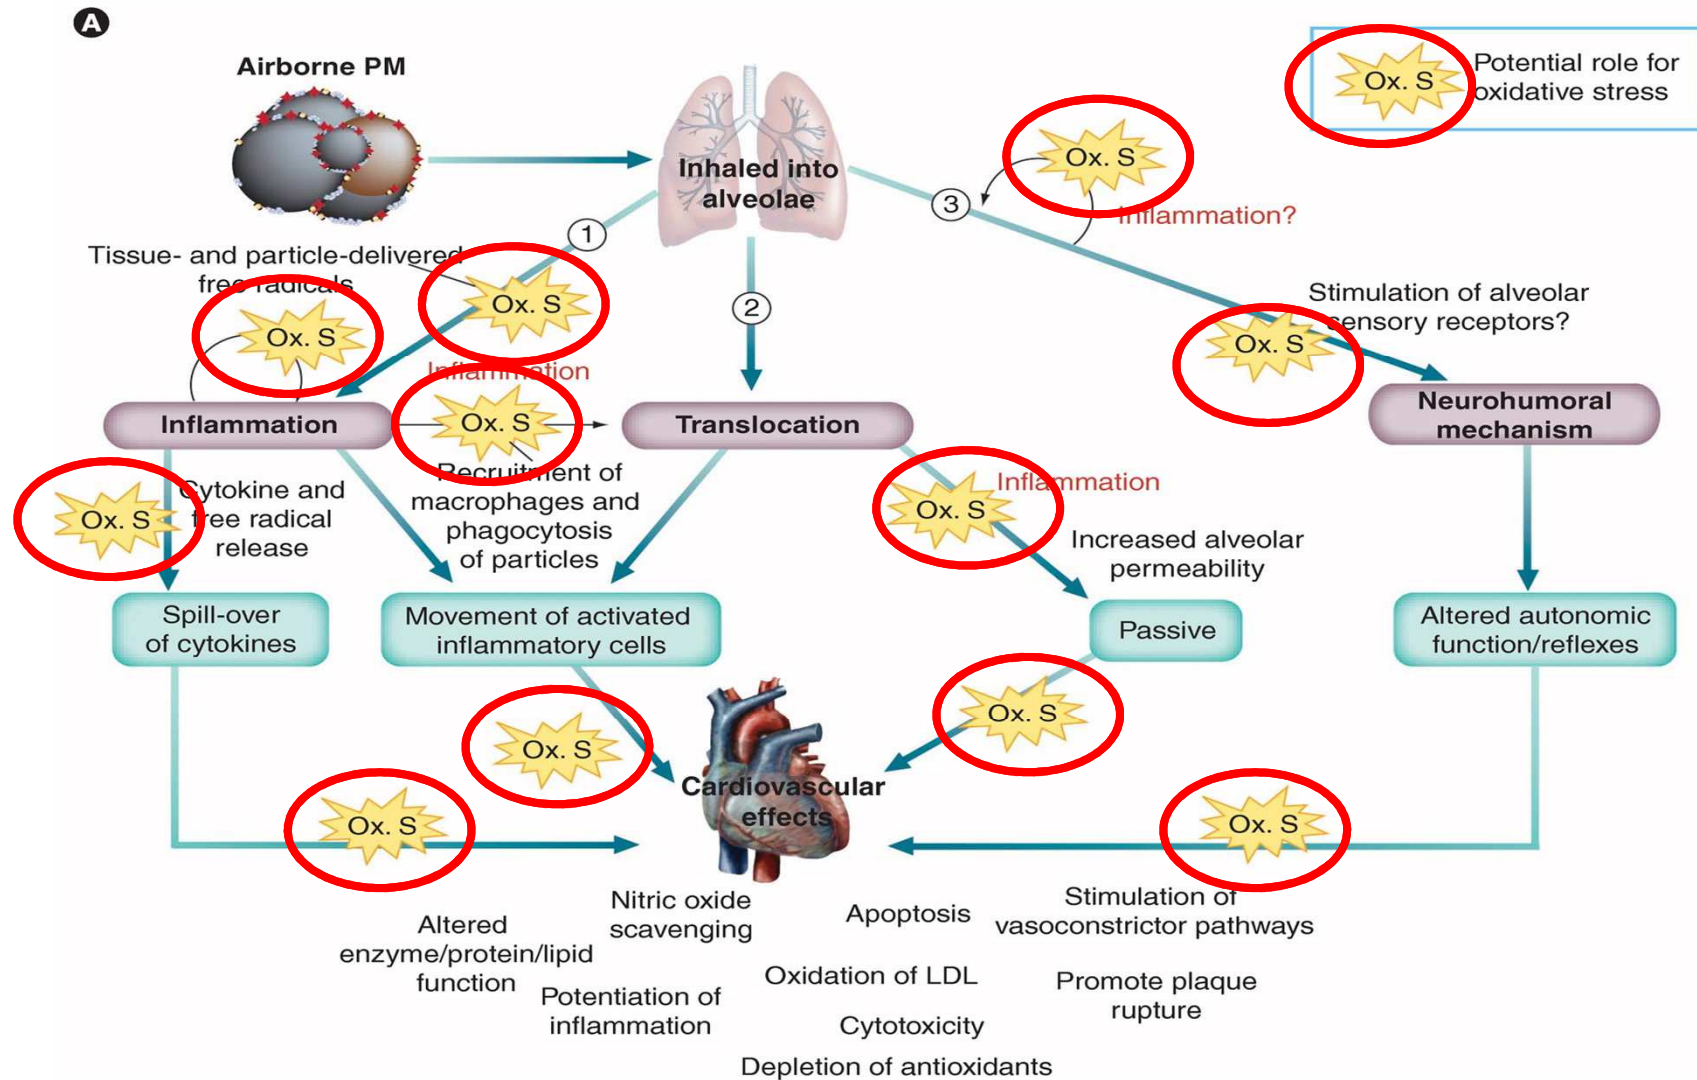 A
Airborne PM
Inhaled into
alveolae
Ox. S
Potential role for
oxidative stress
Ox. S
Inflammation?
1
2
3
Tissue- and particle-delivered
free radicals
Ox. S
Ox. S
Stimulation of alveolar
sensory receptors?
Ox. S
Inflammation
Inflammation
Ox. S
Translocation
Neurohumoral
mechanism
Recruitment of
macrophages and
phagocytosis
of particles
Ox. S
Cytokine and
free radical
release
Ox. S
Inflammation
Increased alveolar
permeability
Spill-over
of cytokines
Movement of activated
inflammatory cells
Passive
Altered autonomic
function/reflexes
Ox. S
Ox. S
Cardiovascular
effects
Ox. S
Ox. S
Altered
enzyme/protein/lipid
function
Nitric oxide
scavenging
Apoptosis
Stimulation of
vasoconstrictor pathways
Potentiation of
inflammation
Oxidation of LDL
Promote plaque
rupture
Cytotoxicity
Depletion of antioxidants